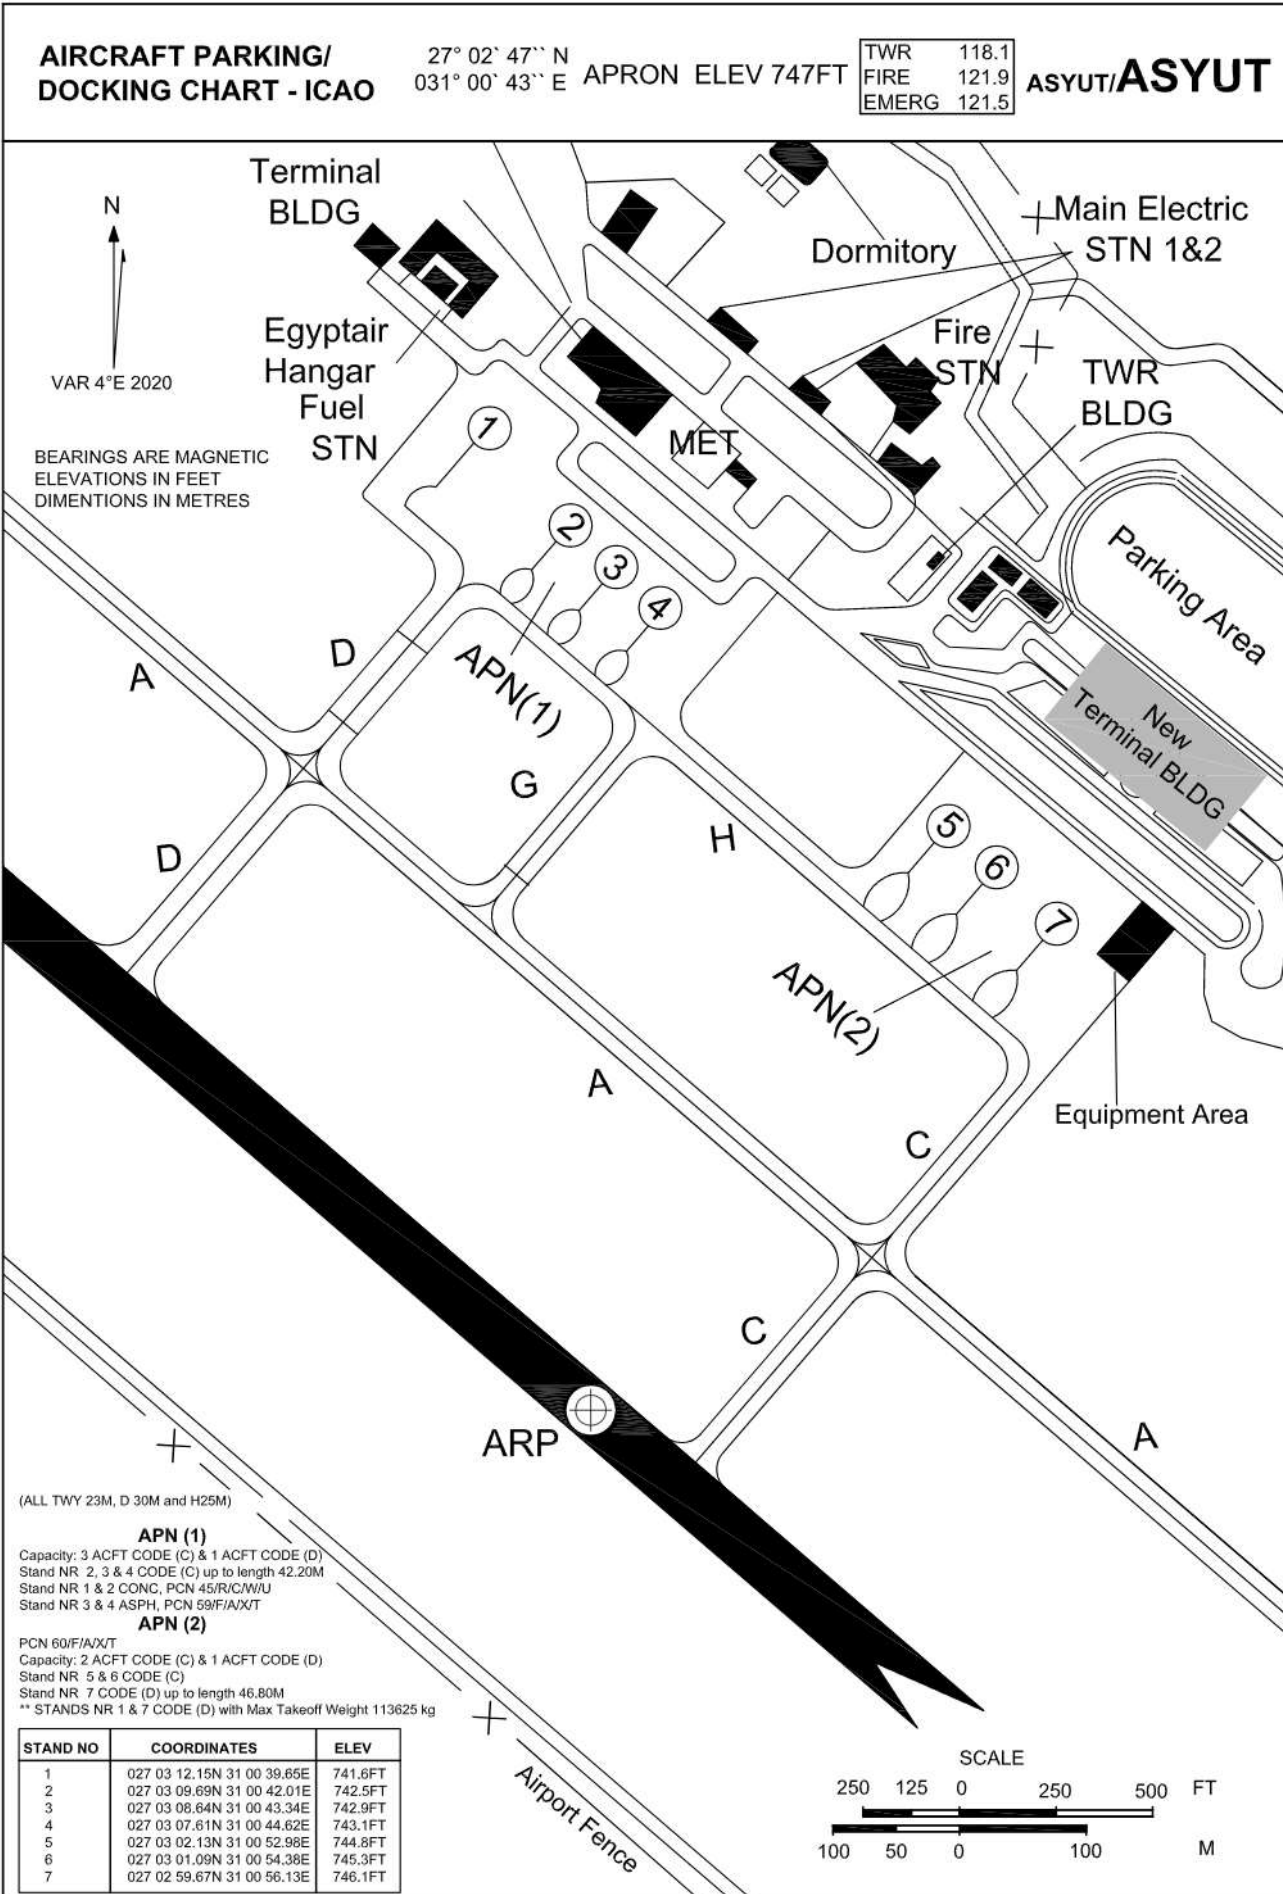 AIRCRAFT PARKING/
DOCKING CHART - ICAO
27° 02` 47`` N
031° 00` 43`` E
APRON ELEV 747FT
TWR 118.1
FIRE 121.9
EMERG 121.5
ASYUT/ASYUT
Terminal
BLDG
N
VAR 4°E 2020
Dormitory
Main Electric
STN 1&2
Egyptair
Hangar
Fuel
STN
Fire
STN
TWR
BLDG
MET
BEARINGS ARE MAGNETIC
ELEVATIONS IN FEET
DIMENTIONS IN METRES
1
2
3
4
Parking Area
APN(1)
New
Terminal BLDG
A
D
G
H
D
5
6
7
APN(2)
A
C
Equipment Area
C
ARP
A
(ALL TWY 23M, D 30M and H25M)
APN (1)
Capacity: 3 ACFT CODE (C) & 1 ACFT CODE (D)
Stand NR 2, 3 & 4 CODE (C) up to length 42.20M
Stand NR 1 & 2 CONC, PCN 45/R/C/W/U
Stand NR 3 & 4 ASPH, PCN 59/F/A/X/T
APN (2)
PCN 60/F/A/X/T
Capacity: 2 ACFT CODE (C) & 1 ACFT CODE (D)
Stand NR 5 & 6 CODE (C)
Stand NR 7 CODE (D) up to length 46.80M
** STANDS NR 1 & 7 CODE (D) with Max Takeoff Weight 113625 kg
STAND NO COORDINATES ELEV
1 027 03 12.15N 31 00 39.65E 741.6FT
2 027 03 09.69N 31 00 42.01E 742.5FT
3 027 03 08.64N 31 00 43.34E 742.9FT
4 027 03 07.61N 31 00 44.62E 743.1FT
5 027 03 02.13N 31 00 52.98E 744.8FT
6 027 03 01.09N 31 00 54.38E 745.3FT
7 027 02 59.67N 31 00 56.13E 746.1FT
Airport Fence
SCALE
250 125 0 250 500 FT
100 50 0 100 M